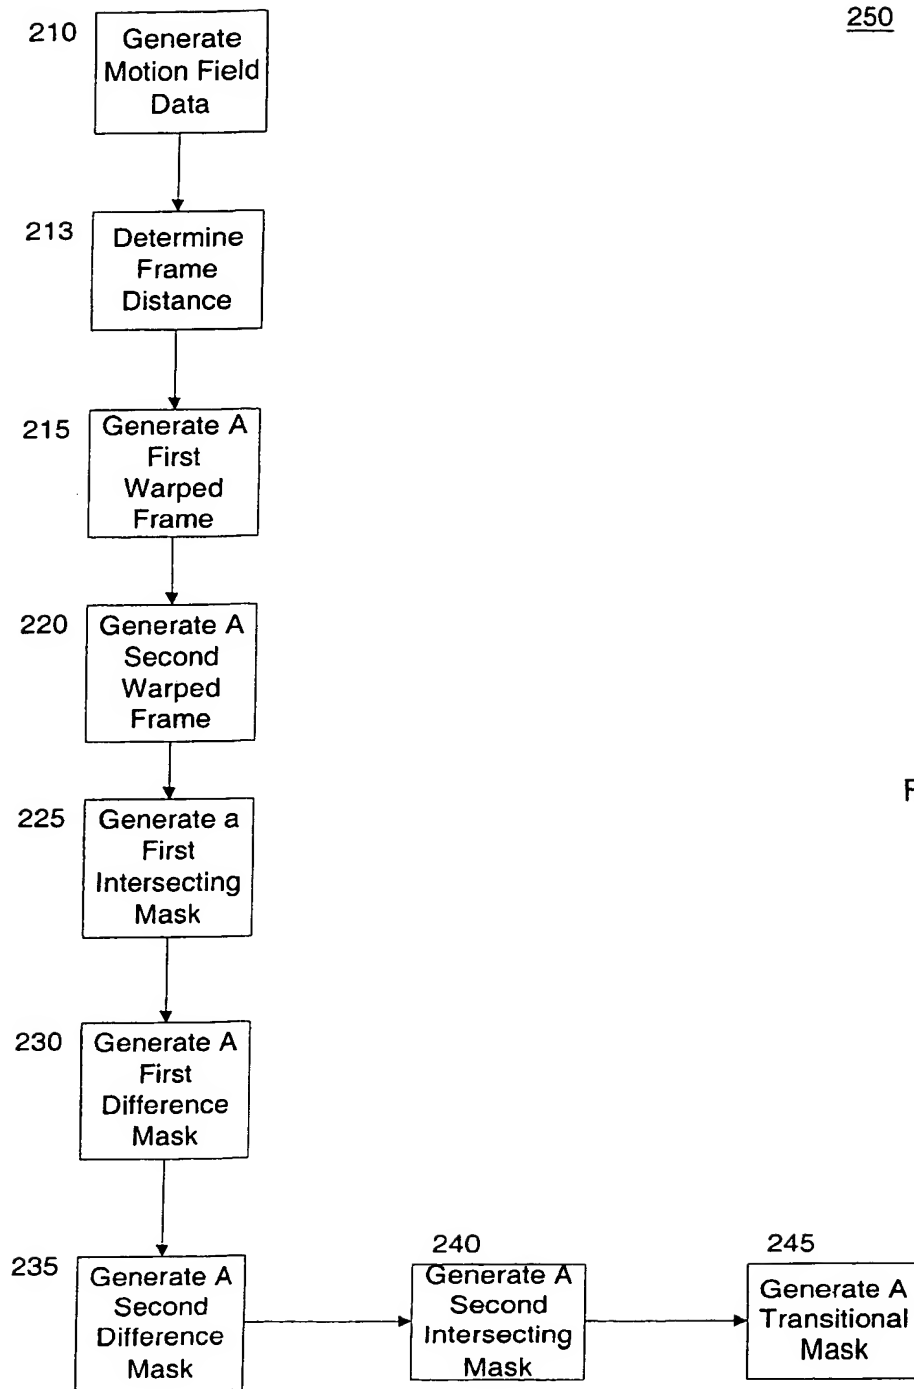 250
210
Generate
Motion Field
Data
213
Determine
Frame
Distance
215
Generate A
First
Warped
Frame
220
Generate A
Second
Warped
Frame
F
225
Generate a
First
Intersecting
Mask
230
Generate A
First
Difference
Mask
235
Generate A
Second
Difference
Mask
240
Generate A
Second
Intersecting
Mask
245
Generate A
Transitional
Mask